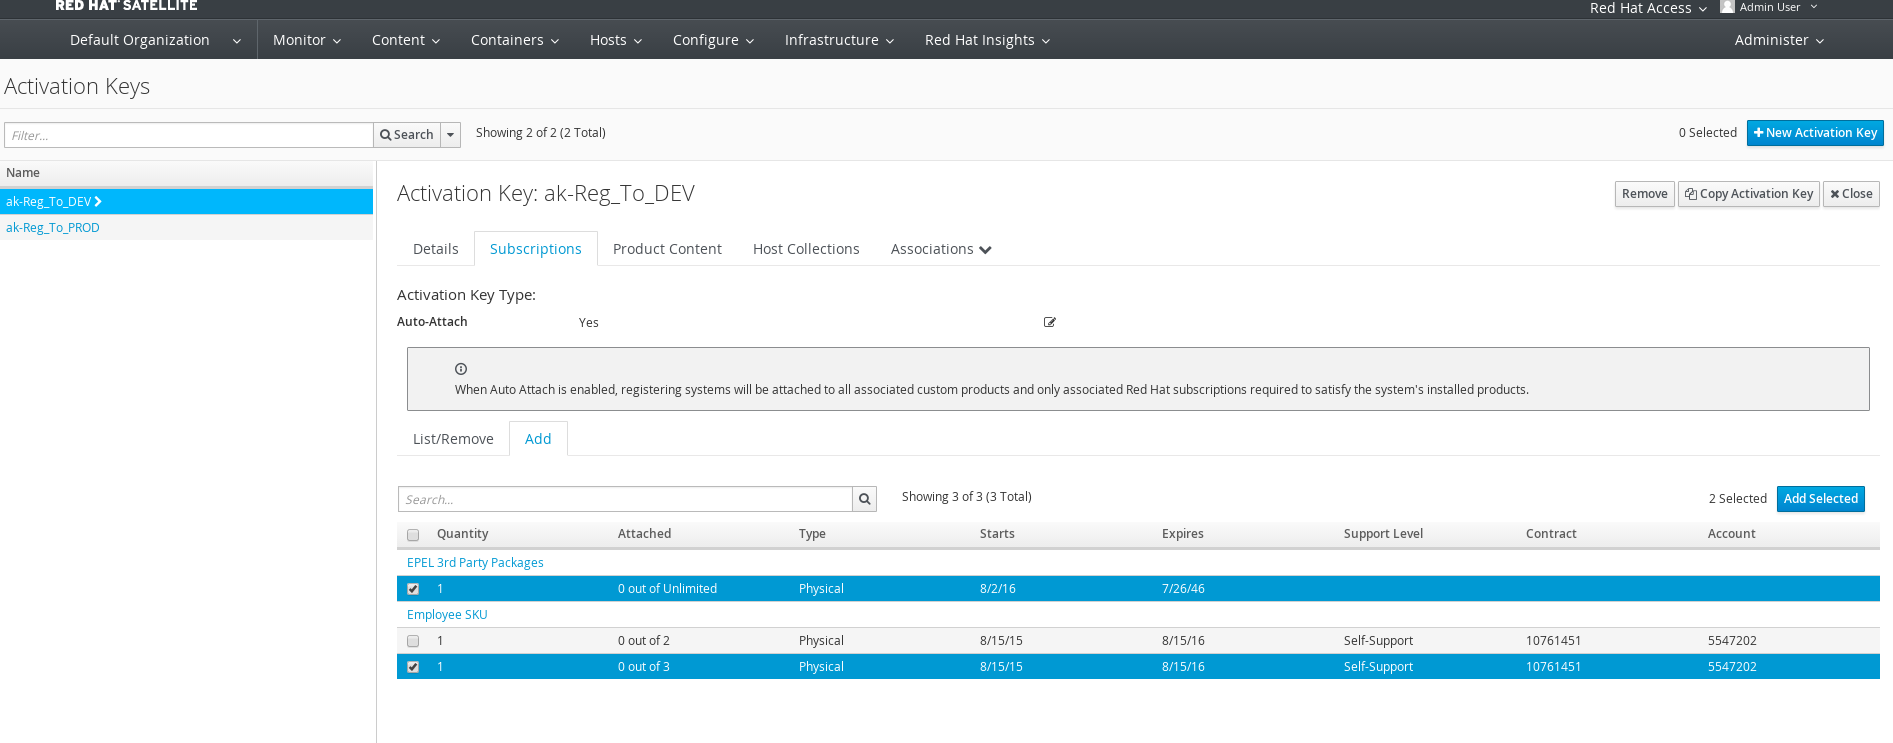 RED HAT SATELLITE
Red Hat Access Admin User
Default Organization Monitor Content Containers Hosts Configure Infrastructure Red Hat Insights Administer
Activation Keys
Filter... Search Showing 2 of 2 (2 Total) 0 Selected New Activation Key
Name
ak-Reg_To_DEV
ak-Reg_To_PROD
Activation Key: ak-Reg_To_DEV Remove Copy Activation Key Close
Details Subscriptions Product Content Host Collections Associations
Activation Key Type:
Auto-Attach Yes
When Auto Attach is enabled, registering systems will be attached to all associated custom products and only associated Red Hat subscriptions required to satisfy the system's installed products.
List/Remove Add
Search... Showing 3 of 3 (3 Total) 2 Selected Add Selected
Quantity Attached Type Starts Expires Support Level Contract Account
EPEL 3rd Party Packages
1 0 out of Unlimited Physical 8/2/16 7/26/46
Employee SKU
1 0 out of 2 Physical 8/15/15 8/15/16 Self-Support 10761451 5547202
1 0 out of 3 Physical 8/15/15 8/15/16 Self-Support 10761451 5547202